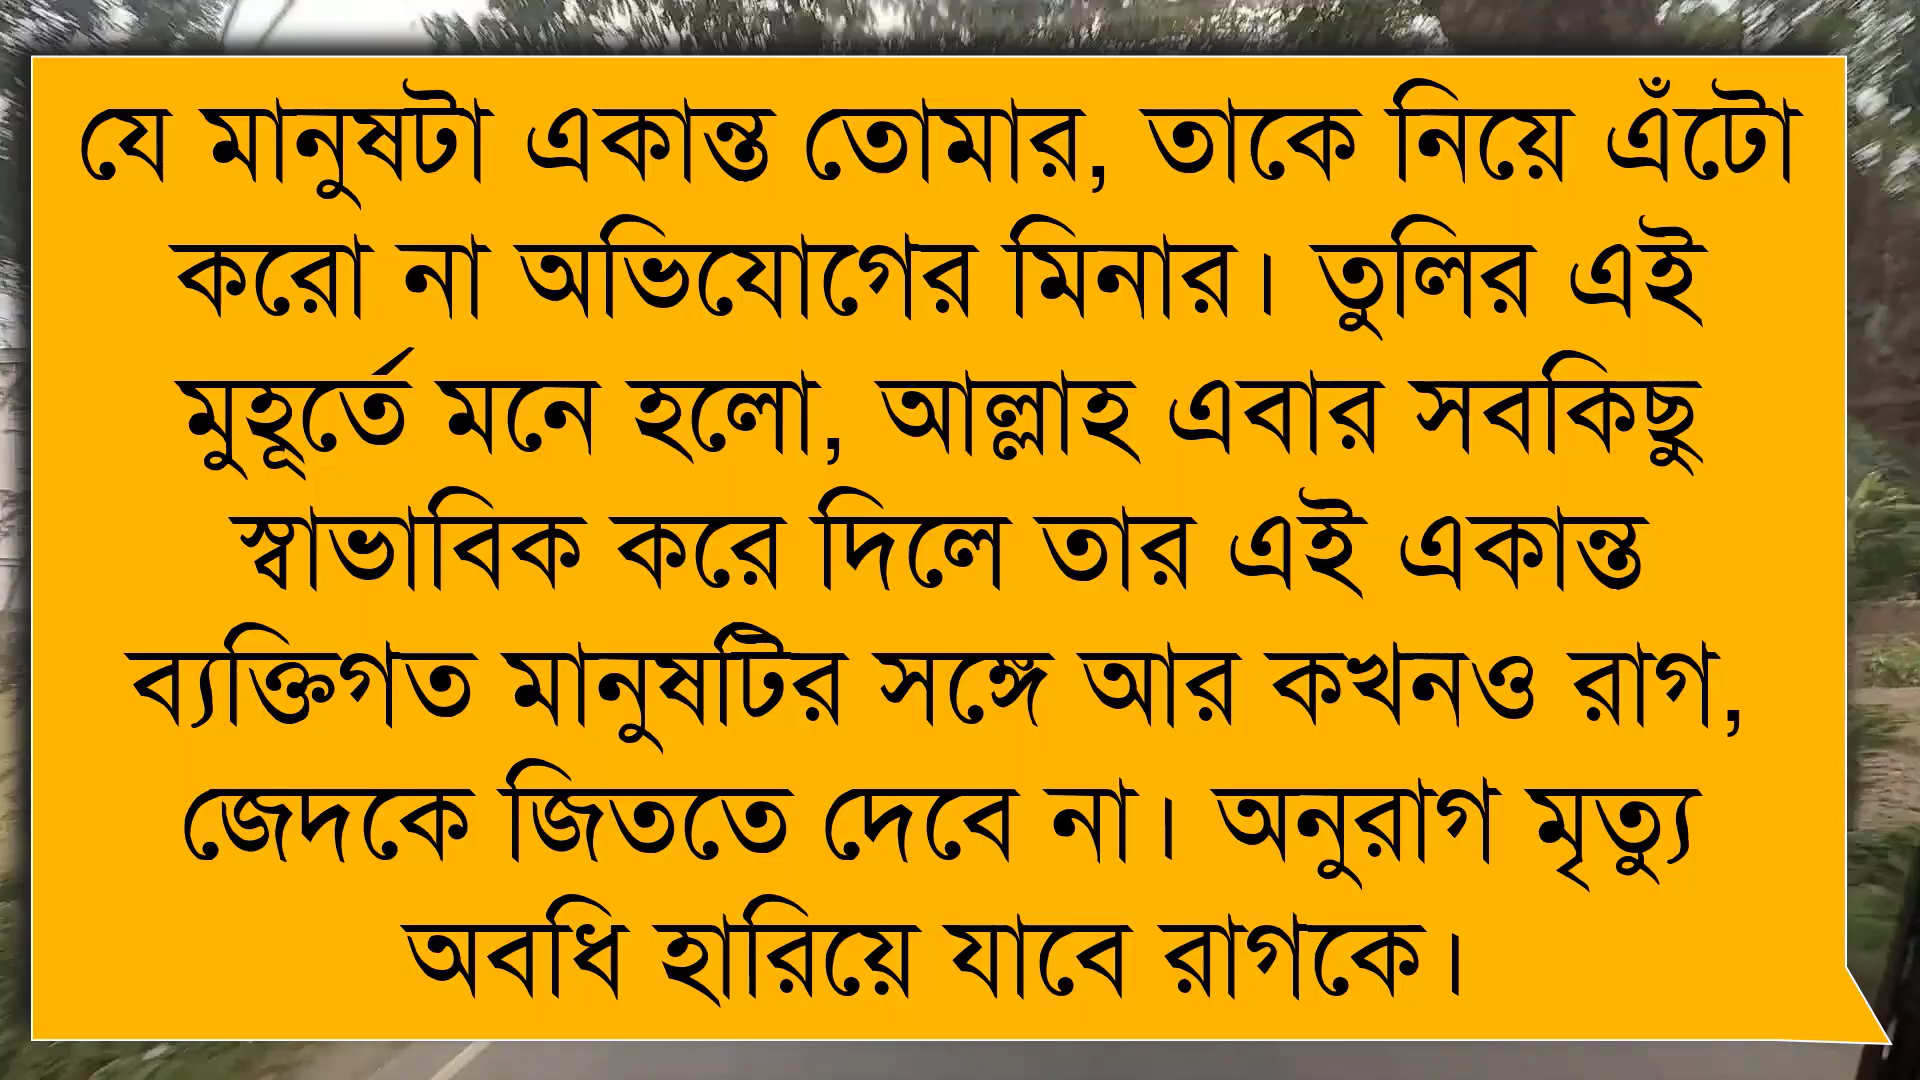 যে মানুষটা একান্ত তোমার, তাকে নিয়ে এঁটো
করো না অভিযোগের মিনার। তুলির এই
মুহূর্তে মনে হলো, আল্লাহ এবার সবকিছু
স্বাভাবিক করে দিলে তার এই একান্ত
ব্যক্তিগত মানুষটির সঙ্গে আর কখনও রাগ,
জেদকে জিততে দেবে না। অনুরাগ মৃত্যু
অবধি হারিয়ে যাবে রাগকে।